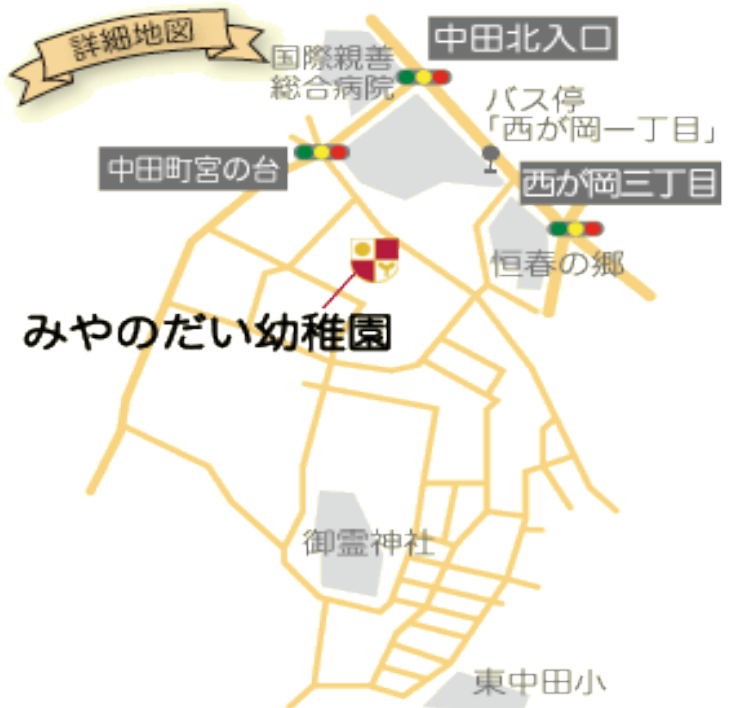 詳細地図
中田北入口
国際親善
総合病院
バス停
「西が岡一丁目」
中田町宮の台
西が岡三丁目
恒春の郷
みやのだい幼稚園
御霊神社
東中田小